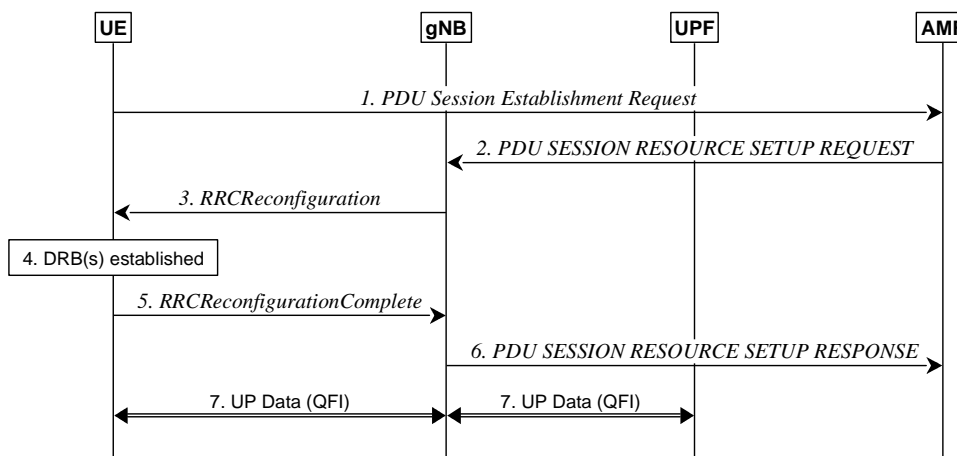 UE
gNB
UPF
AMF
1. PDU Session Establishment Request
2. PDU SESSION RESOURCE SETUP REQUEST
3. RRCReconfiguration
4. DRB(s) established
5. RRCReconfigurationComplete
6. PDU SESSION RESOURCE SETUP RESPONSE
7. UP Data (QFI)
7. UP Data (QFI)